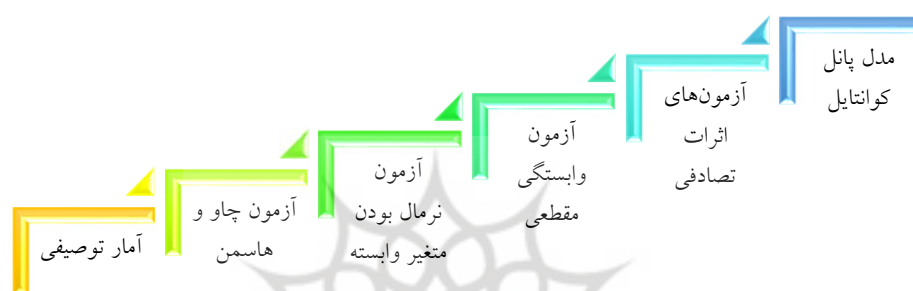 آمار توصیفی
آزمون چاو و
هاسمن
آزمون
نرمال بودن
متغیر وابسته
آزمون
وابستگی
مقطعی
آزمون‌های
اثرات
تصادفی
مدل پانل
کوانتایل